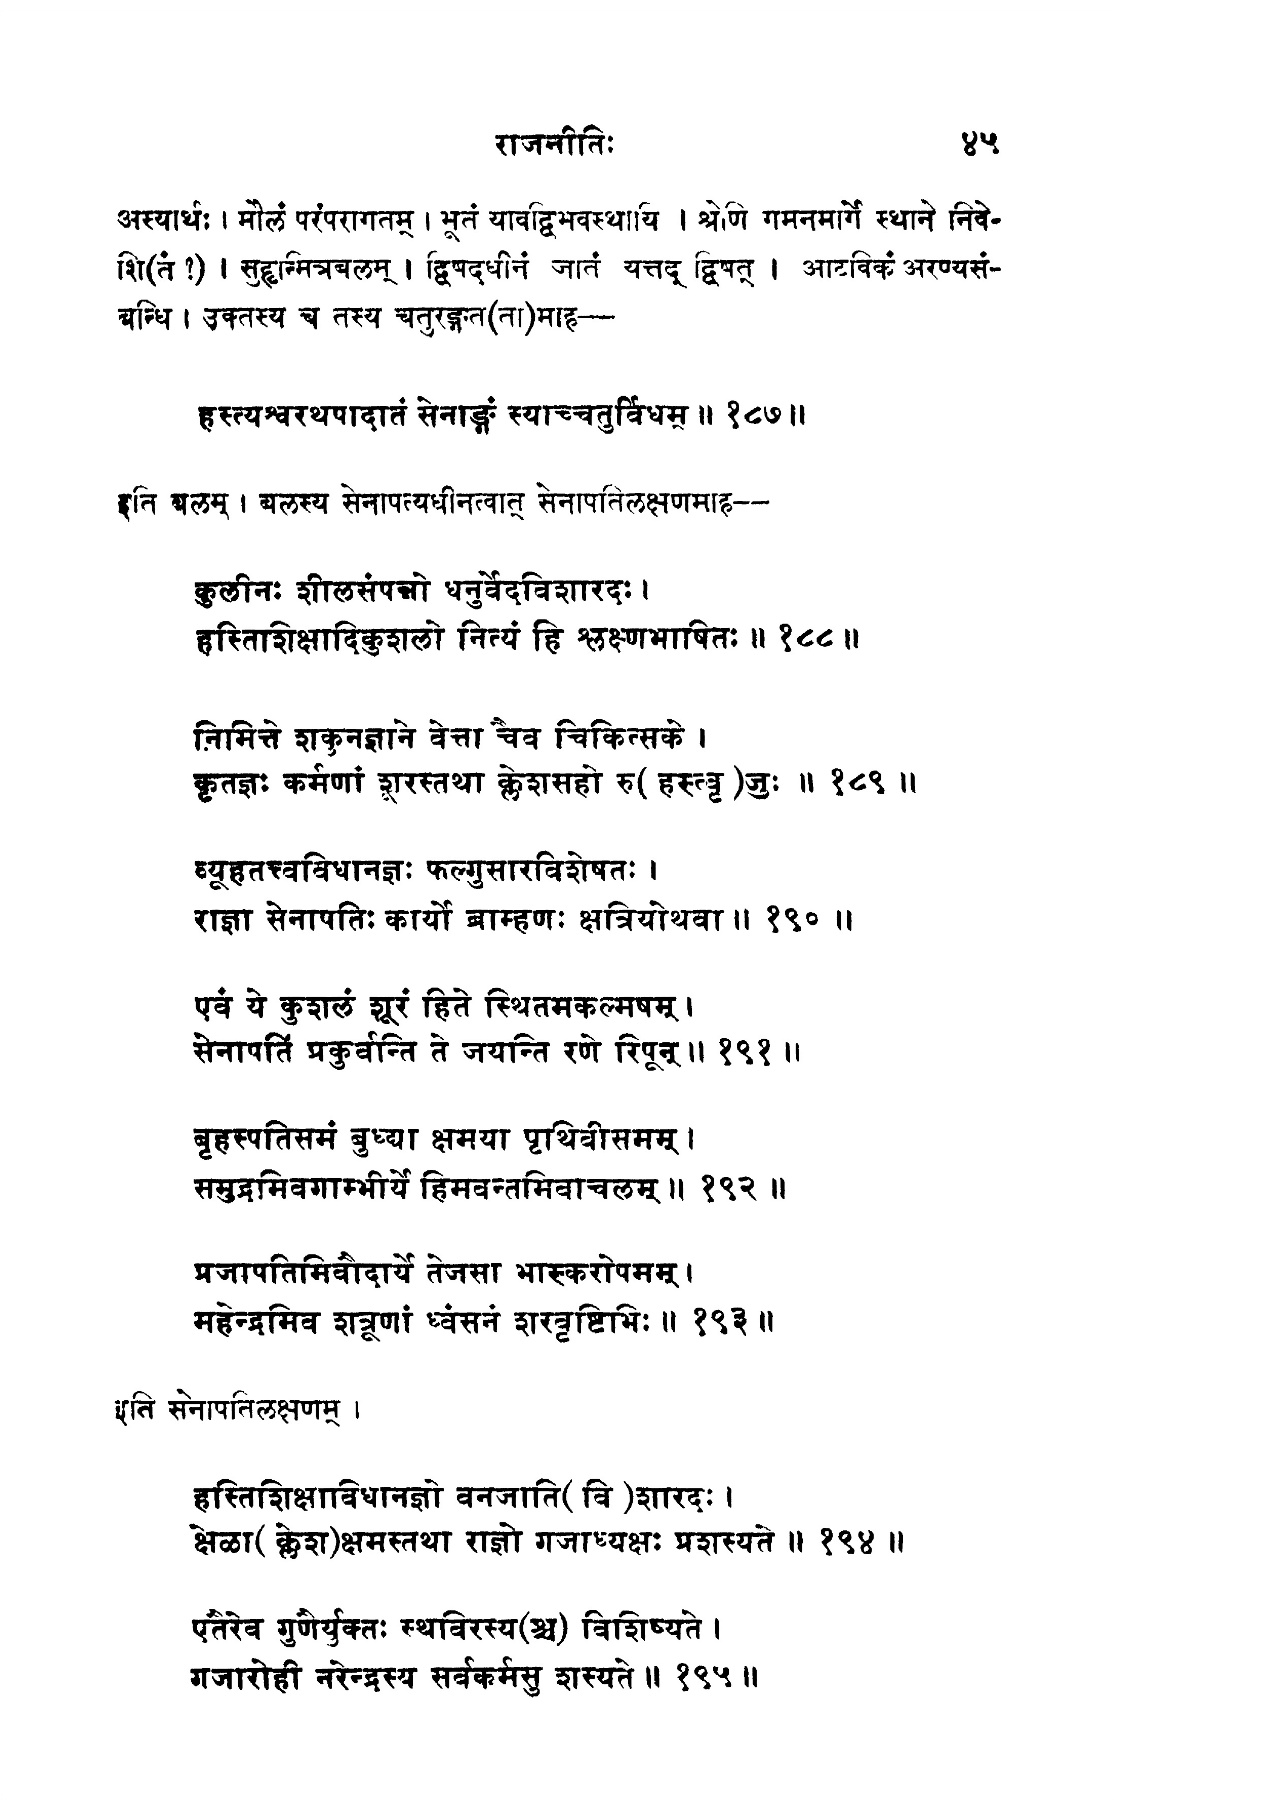 राजनीतिः ४५
अस्यार्थः । मौलं परंपरागतम् । भूतं यावद्विभवस्थायि । श्रेणि गमनमार्गे स्थाने निवे-
शि(तं ?) । सुहृन्मित्रबलम् । द्विषदधीनं जातं यत्तद् द्विषत् । आटविकं अरण्यसं-
बन्धि । उक्तस्य च तस्य चतुरङ्गत(ता)माह—
हस्त्यश्वरथपादातं सेनाङ्गं स्याच्चतुर्विधम् ॥ १८७ ॥
इति बलम् । बलस्य सेनापत्यधीनत्वात् सेनापतिलक्षणमाह—
कुलीनः शीलसंपन्नो धनुर्वेदविशारदः ।
हस्तिशिक्षादिकुशलो नित्यं हि श्लक्ष्णभाषितः ॥ १८८ ॥
निमित्ते शकुनज्ञाने वेत्ता चैव चिकित्सके ।
कृतज्ञः कर्मणां शूरस्तथा क्लेशसहो रु( हस्त्वृ )जुः ॥ १८९ ॥
व्यूहतत्त्वविधानज्ञः फल्गुसारविशेषतः ।
राज्ञा सेनापतिः कार्यो ब्राम्हणः क्षत्रियोथवा ॥ १९० ॥
एवं ये कुशलं शूरं हिते स्थितमकल्मषम् ।
सेनापतिं प्रकुर्वान्ति ते जयन्ति रणे रिपून् ॥ १९१ ॥
बृहस्पतिसमं बुध्या क्षमया पृथिवीसमम् ।
समुद्रमिवगाम्भीर्ये हिमवन्तमिवाचलम् ॥ १९२ ॥
प्रजापतिमिवौदार्ये तेजसा भास्करोपमम् ।
महेन्द्रमिव शत्रूणां ध्वंसनं शरवृष्टिभिः ॥ १९३ ॥
इति सेनापतिलक्षणम् ।
हस्तिशिक्षाविधानज्ञो वनजाति( वि )शारदः ।
क्षेळा( क्लेश)क्षमस्तथा राज्ञो गजाध्यक्षः प्रशस्यते ॥ १९४ ॥
एतैरेव गुणैर्युक्तः स्थविरस्य(श्च) विशिष्यते ।
गजारोही नरेन्द्रस्य सर्वकर्मसु शस्यते ॥ १९५ ॥